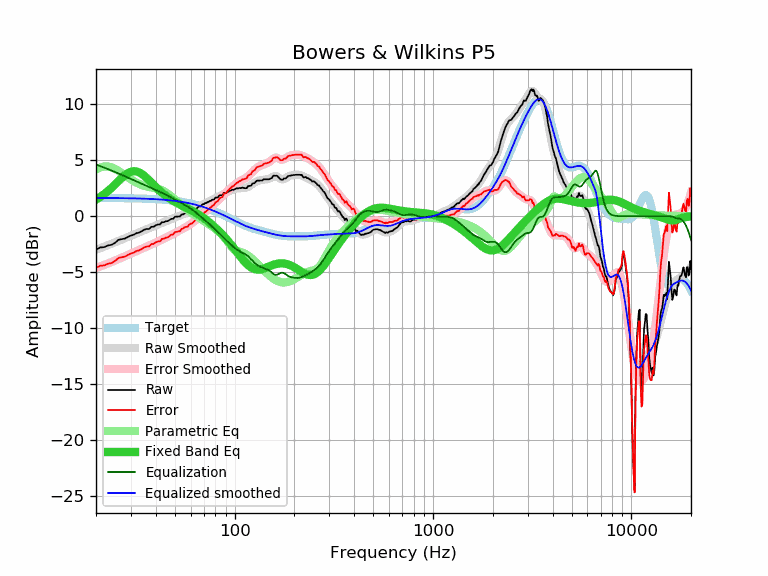 Bowers & Wilkins P5
Amplitude (dBr)
10
5
0
−5
−10
−15
−20
−25
Target
Raw Smoothed
Error Smoothed
Raw
Error
Parametric Eq
Fixed Band Eq
Equalization
Equalized smoothed
100
1000
10000
Frequency (Hz)